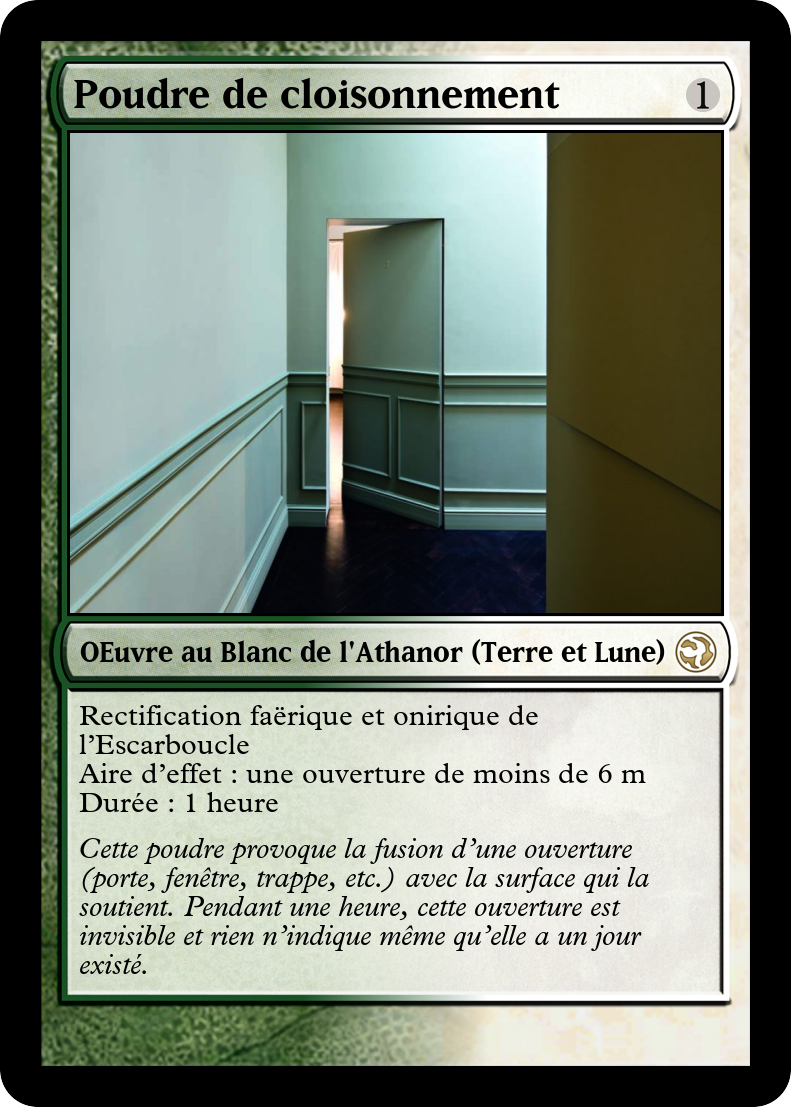 Poudre de cloisonnement
1
OEuvre au Blanc de l'Athanor (Terre et Lune)
Rectification faërique et onirique de
l’Escarboucle
Aire d’effet : une ouverture de moins de 6 m
Durée : 1 heure
Cette poudre provoque la fusion d’une ouverture
(porte, fenêtre, trappe, etc.) avec la surface qui la
soutient. Pendant une heure, cette ouverture est
invisible et rien n’indique même qu’elle a un jour
existé.